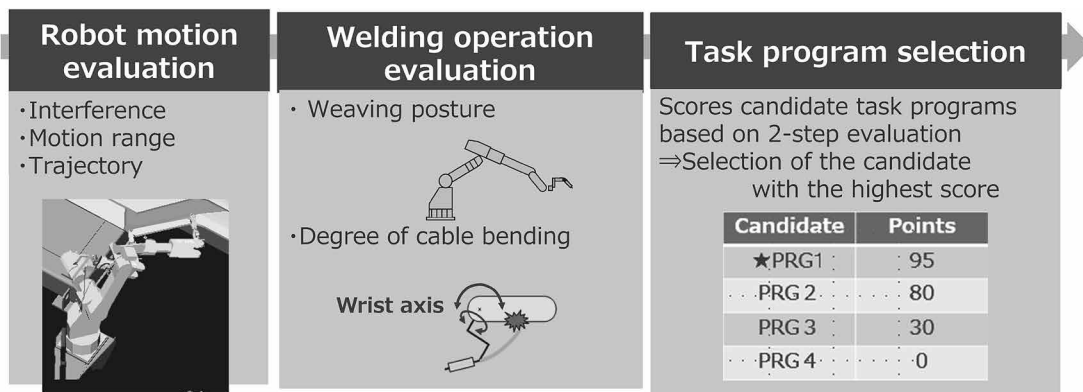 Robot motion
evaluation
・Interference
・Motion range
・Trajectory
Welding operation
evaluation
・ Weaving posture
・Degree of cable bending
Wrist axis
Task program selection
Scores candidate task programs
based on 2-step evaluation
⇒Selection of the candidate
with the highest score
Candidate Points
★PRG1 95
PRG 2 80
PRG 3 30
PRG 4 0